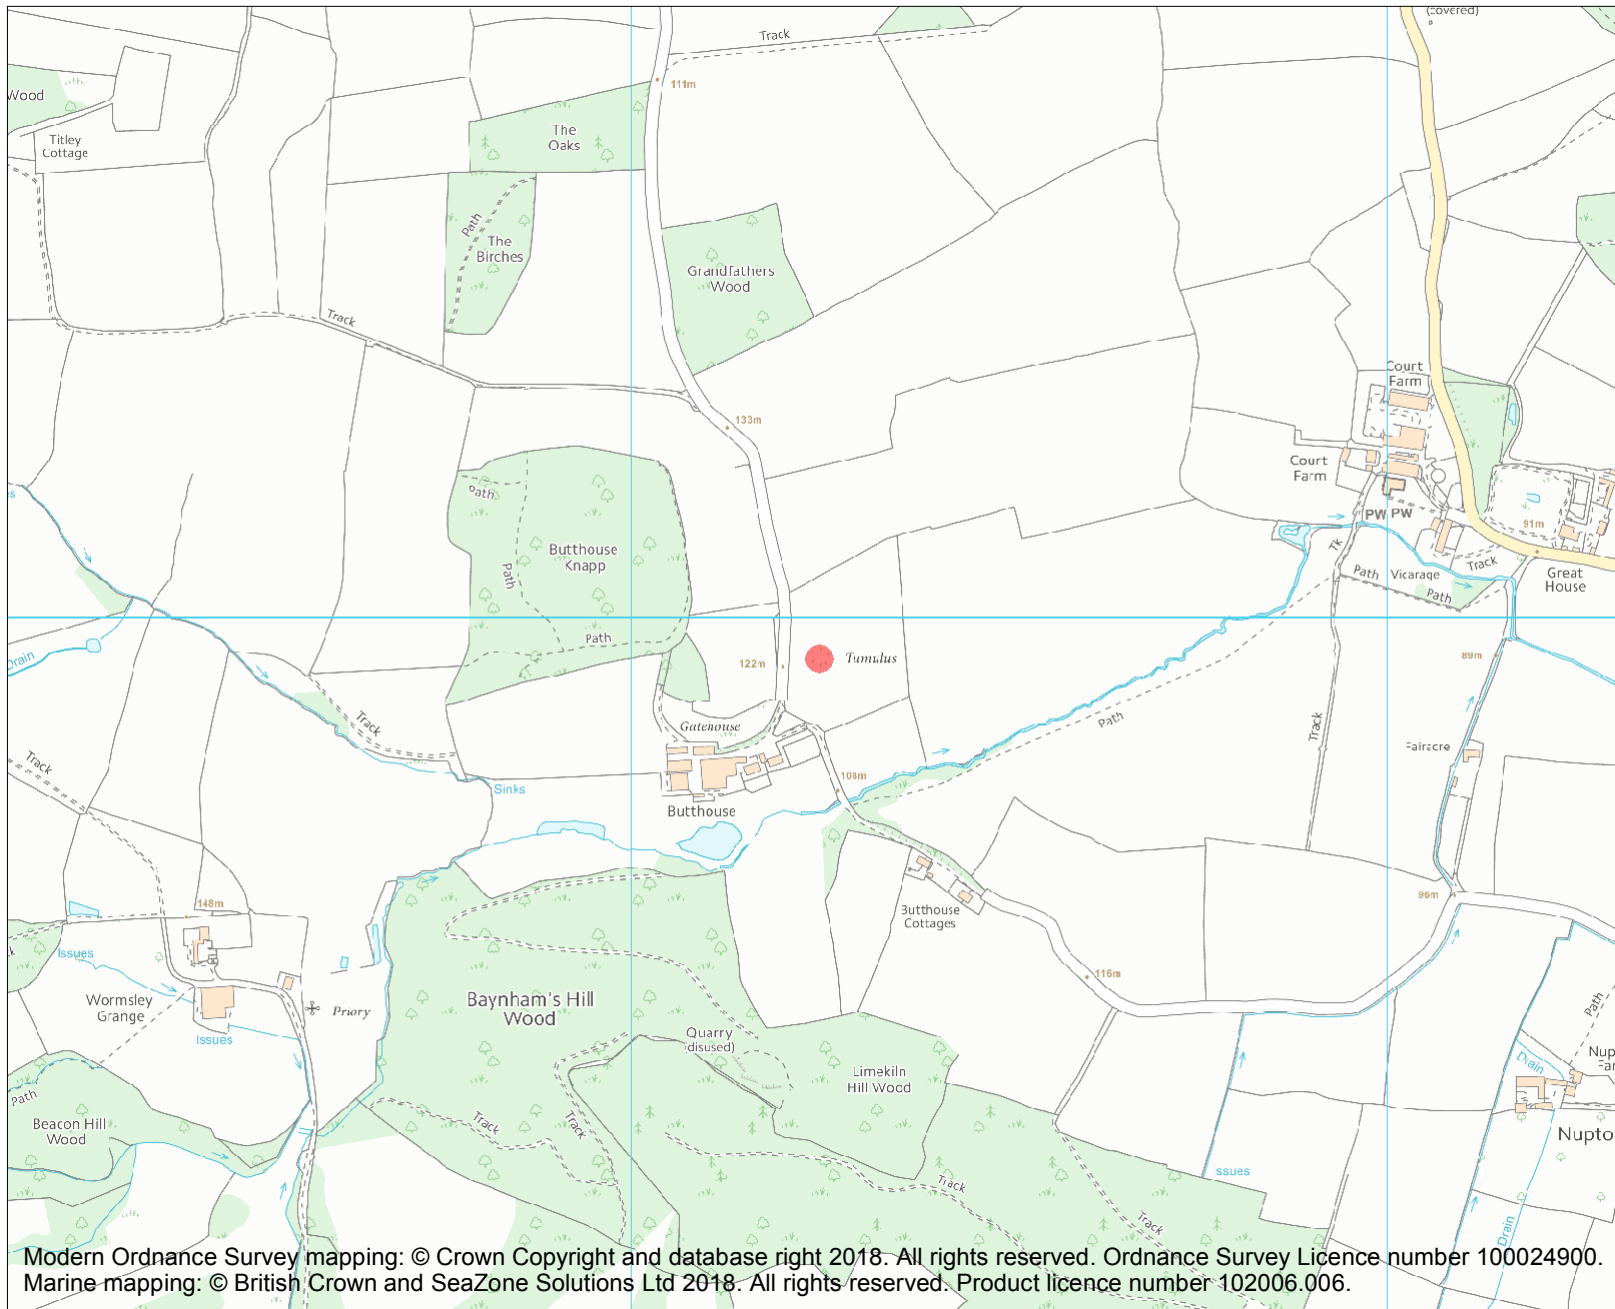 (covered)
Track
111m
Wood
Titley
Cottage
The
Oaks
Path
The
Birches
Grandfathers
Wood
Track
Court
Farm
133m
Court
Farm
Path
PW PW
91m
Butthouse
Knapp
Path
Tk
Path
Vicarage
Track
Great
House
Path
Path
Drain
122m
Tumulus
89m
Track
Gatehouse
Path
Track
Fairacre
Track
Sinks
108m
Butthouse
148m
Butthouse
Cottages
96m
Issues
116m
Wormsley
Grange
Priory
Baynham's Hill
Wood
Path
Issues
Quarry
(disused)
Limekiln
Hill Wood
Drain
Path
Beacon Hill
Wood
Track
Track
Nupto
ssues
Track
Track
Drain
Modern Ordnance Survey mapping: © Crown Copyright and database right 2018. All rights reserved. Ordnance Survey Licence number 100024900.
Marine mapping: © British Crown and SeaZone Solutions Ltd 2018. All rights reserved. Product licence number 102006.006.